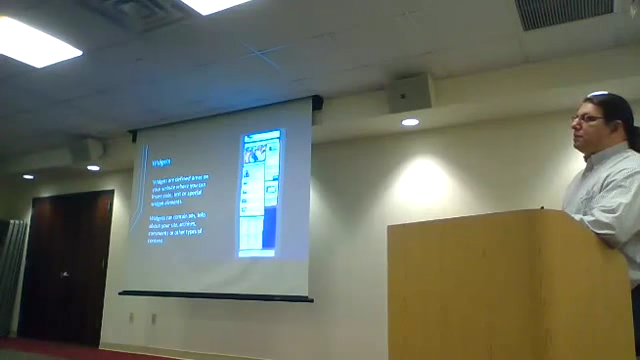 Widgets
Widgets are defined areas on
your website where you can
insert code, text or special
widget elements.
Widgets can contain ads, info
about your site, archives,
comments or other types of